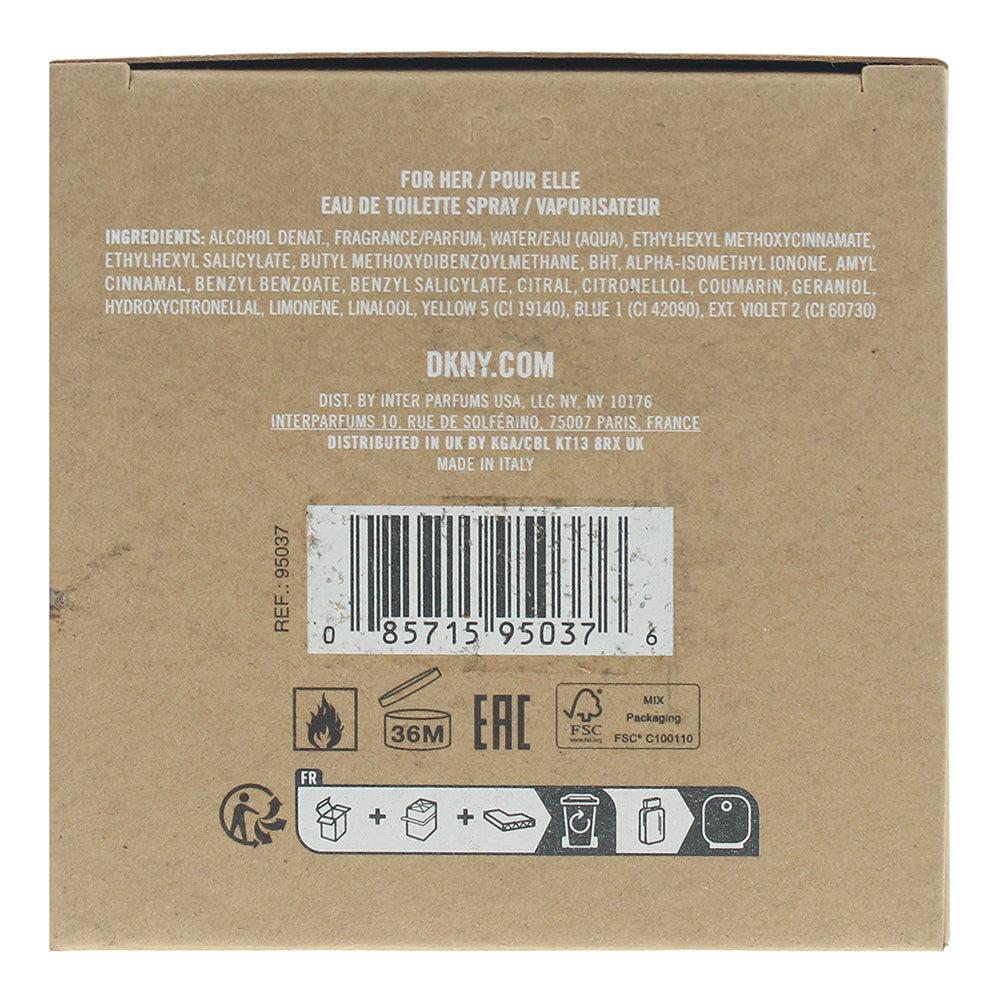 FOR HER / POUR ELLE
EAU DE TOILETTE SPRAY / VAPORISATEUR
INGREDIENTS: ALCOHOL DENAT., FRAGRANCE/PARFUM, WATER/EAU (AQUA), ETHYLHEXYL METHOXYCINNAMATE,
ETHYLHEXYL SALICYLATE, BUTYL METHOXYDIBENZOYLMETHANE, BHT, ALPHA-ISOMETHYL IONONE, AMYL
CINNAMAL, BENZYL BENZOATE, BENZYL SALICYLATE, CITRAL, CITRONELLOL, COUMARIN, GERANIOL,
HYDROXYCITRONELLAL, LIMONENE, LINALOOL, YELLOW 5 (CI 19140), BLUE 1 (CI 42090), EXT. VIOLET 2 (CI 60730)
DKNY.COM
DIST. BY INTER PARFUMS USA, LLC NY, NY 10176
INTERPARFUMS 10, RUE DE SOLFÉRINO, 75007 PARIS, FRANCE
DISTRIBUTED IN UK BY KGA/CBL KT13 8RX UK
MADE IN ITALY
REF.: 95037
0 85715 95037 6
36M
EAC
FSC
www.fsc.org
MIX
Packaging
FSC® C100110
FR
+ +